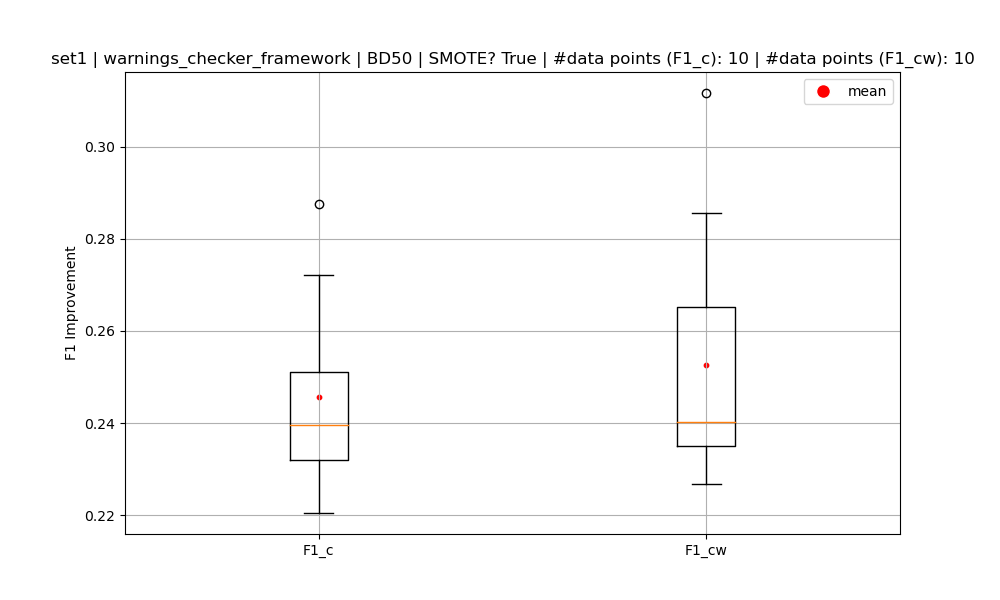 set1 | warnings_checker_framework | BD50 | SMOTE? True | #data points (F1_c): 10 | #data points (F1_cw): 10
mean
0.30
0.28
0.26
0.24
0.22
F1 Improvement
F1_c
F1_cw